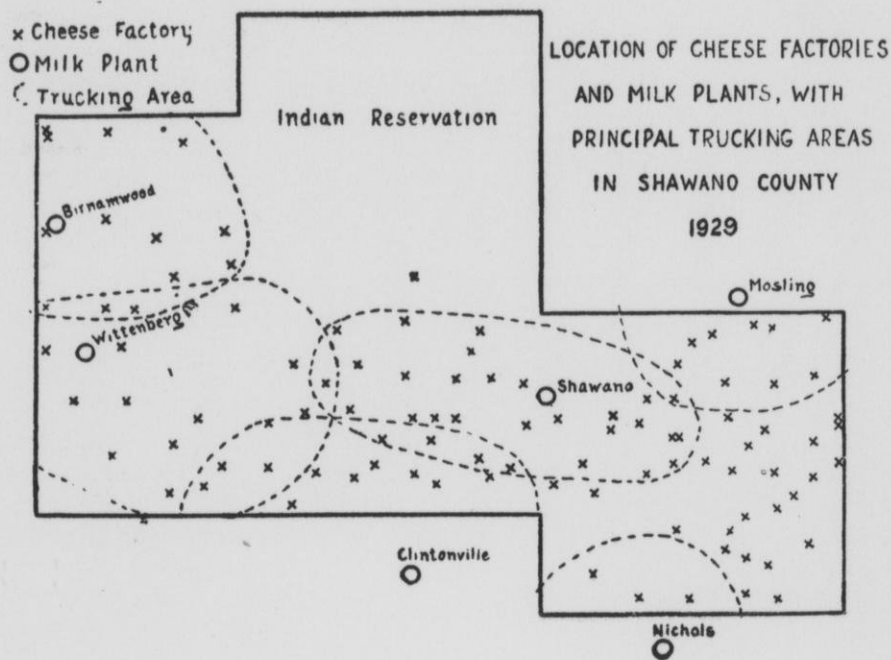 x Cheese Factory
O Milk Plant
Trucking Area
LOCATION OF CHEESE FACTORIES
AND MILK PLANTS, WITH
PRINCIPAL TRUCKING AREAS
IN SHAWANO COUNTY
1929
Indian Reservation
Birnamwood
Mosling
Wittenberg
Shawano
Clintonville
Nichols